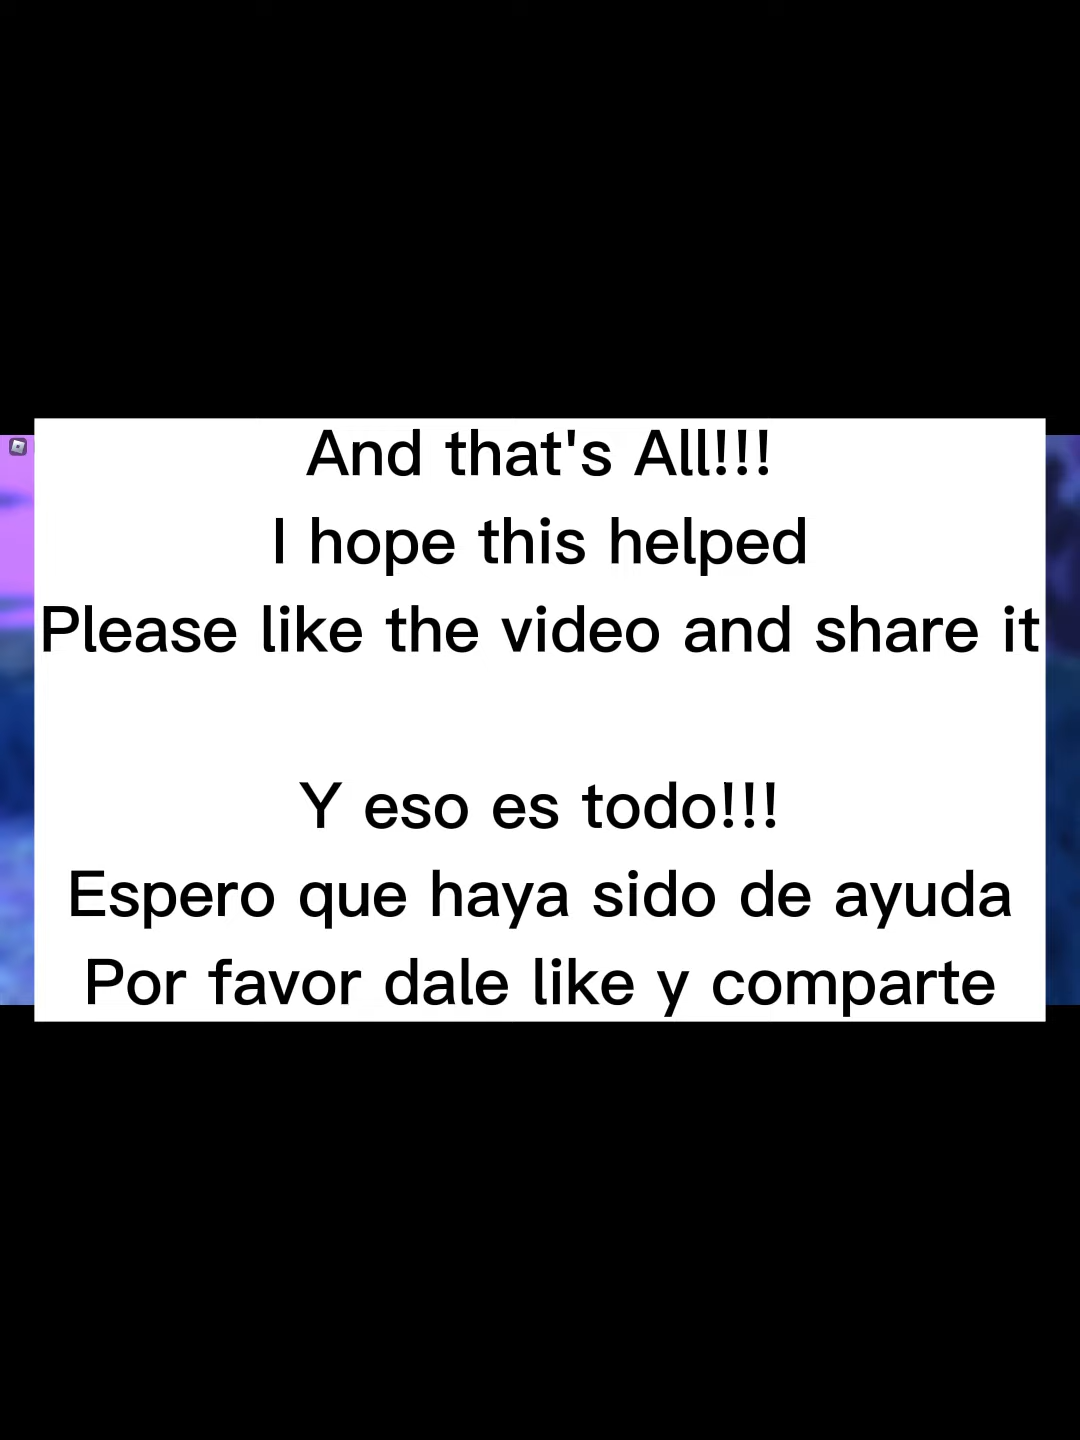 And that's All!!!
I hope this helped
Please like the video and share it
Y eso es todo!!!
Espero que haya sido de ayuda
Por favor dale like y comparte